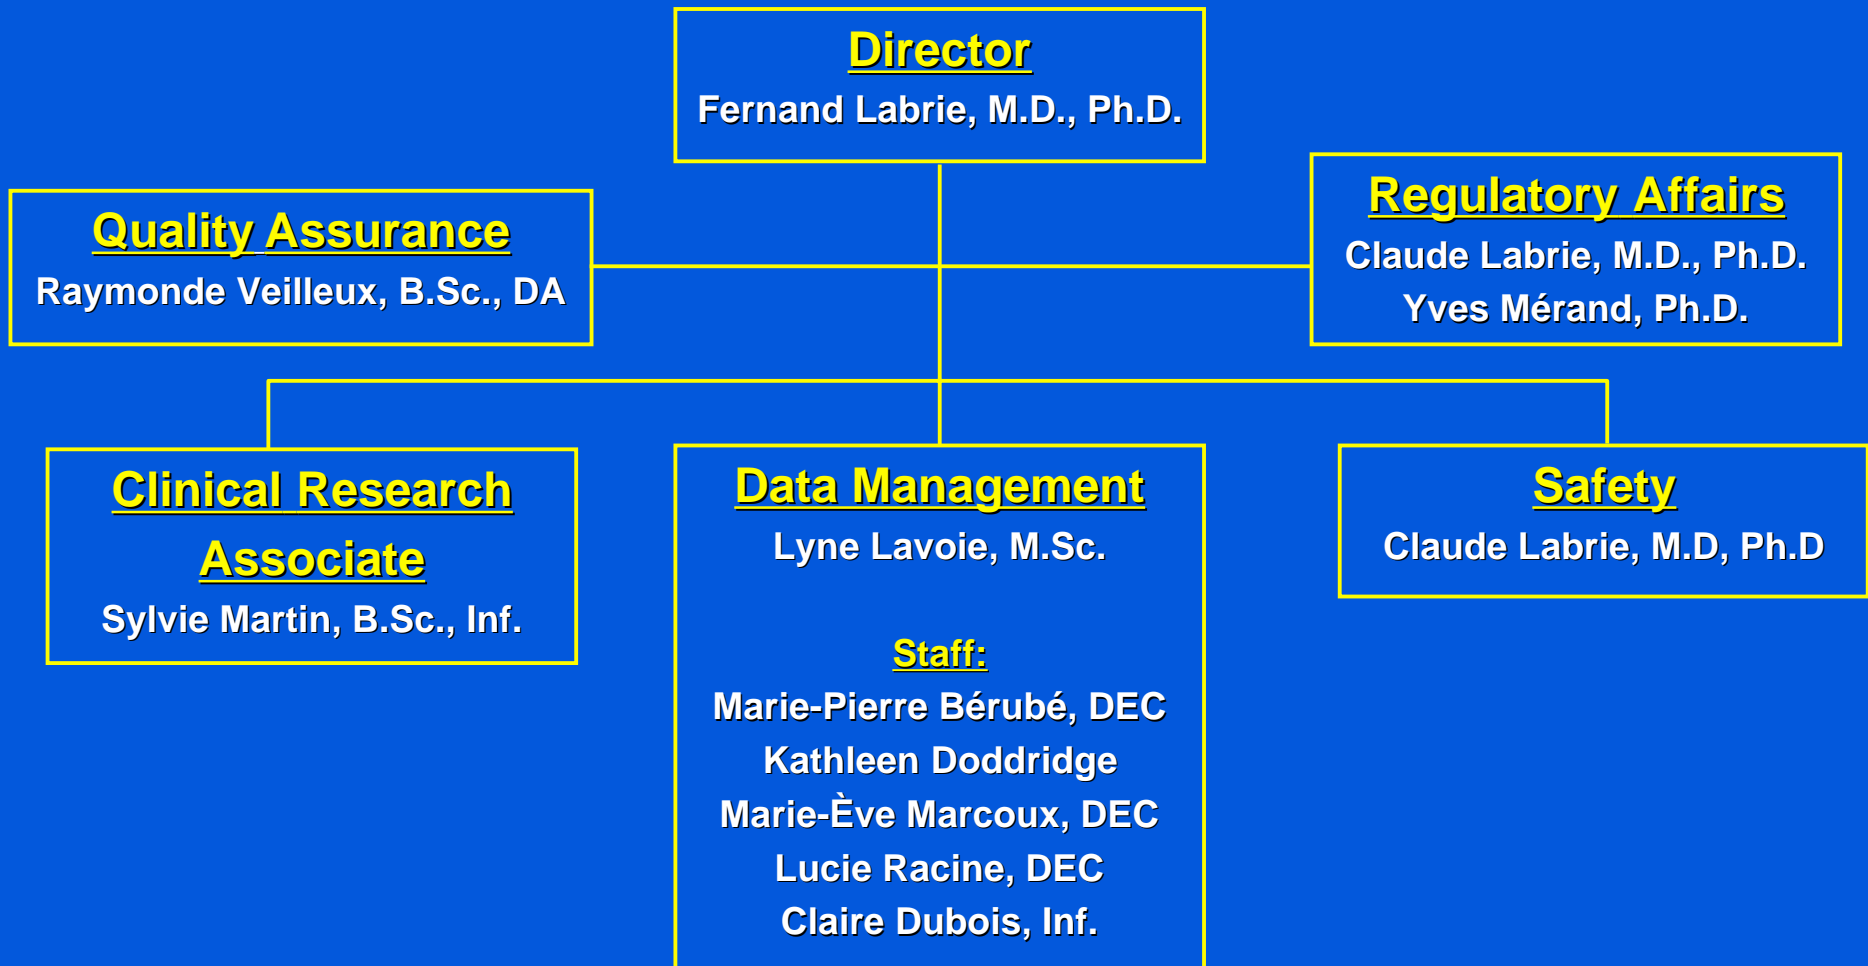 Director
Fernand Labrie, M.D., Ph.D.
Quality Assurance
Raymonde Veilleux, B.Sc., DA
Regulatory Affairs
Claude Labrie, M.D., Ph.D.
Yves Mérand, Ph.D.
Clinical Research
Associate
Sylvie Martin, B.Sc., Inf.
Data Management
Lyne Lavoie, M.Sc.
Staff:
Marie-Pierre Bérubé, DEC
Kathleen Doddridge
Marie-Ève Marcoux, DEC
Lucie Racine, DEC
Claire Dubois, Inf.
Safety
Claude Labrie, M.D, Ph.D